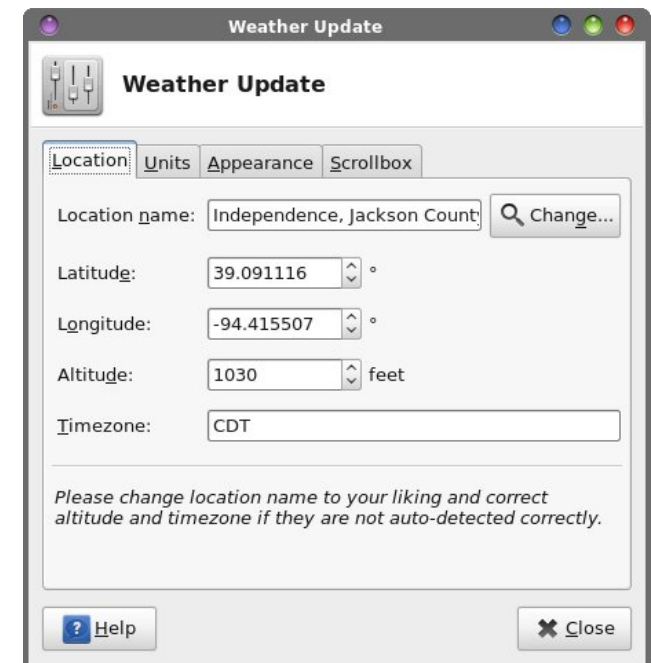 Weather Update
Weather Update
Location Units Appearance Scrollbox
Location name: Independence, Jackson County Change...
Latitude: 39.091116 °
Longitude: -94.415507 °
Altitude: 1030 feet
Timezone: CDT
Please change location name to your liking and correct
altitude and timezone if they are not auto-detected correctly.
? Help Close